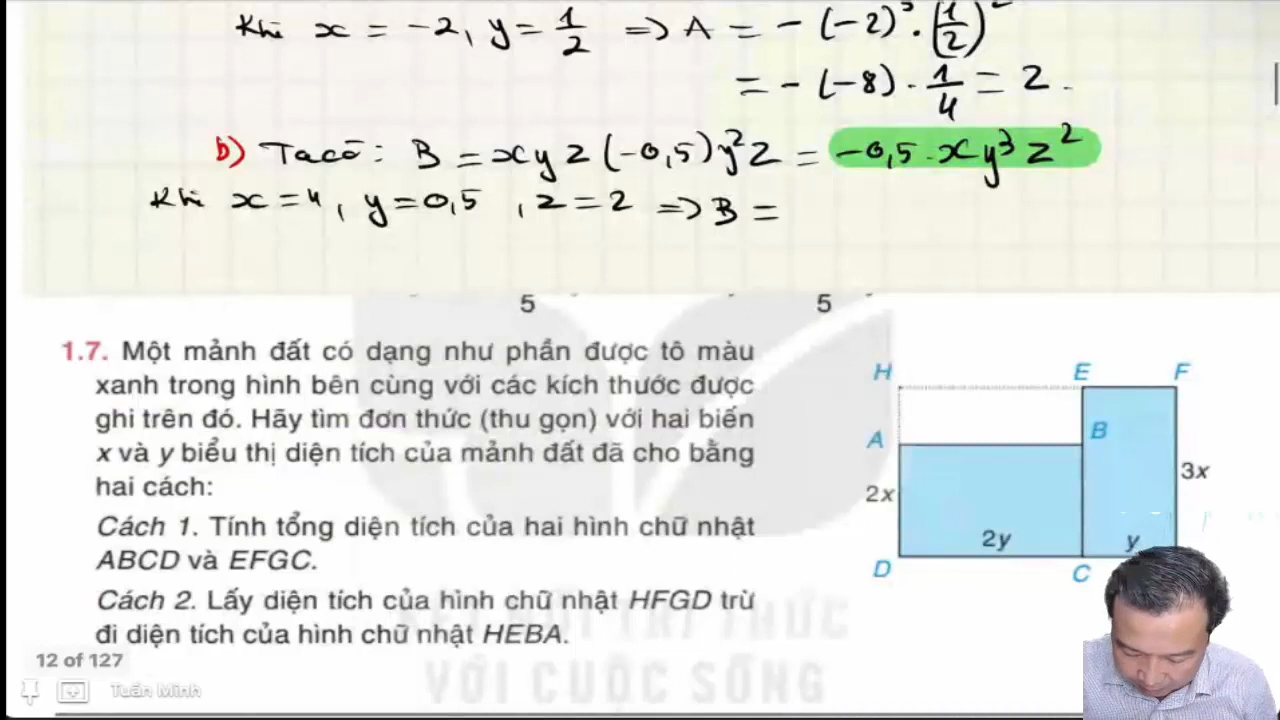 Khi x = -2, y = 1/2 => A = - (-2)³ . (1/2)²
= - (-8) . 1/4 = 2 .
b) Ta có : B = xyz(-0,5)y²z = -0,5.xy³z²
Khi x = 4, y = 0,5 , z = 2 => B =
5 5
1.7. Một mảnh đất có dạng như phần được tô màu
xanh trong hình bên cùng với các kích thước được
ghi trên đó. Hãy tìm đơn thức (thu gọn) với hai biến
x và y biểu thị diện tích của mảnh đất đã cho bằng
hai cách:
Cách 1. Tính tổng diện tích của hai hình chữ nhật
ABCD và EFGC.
Cách 2. Lấy diện tích của hình chữ nhật HFGD trừ
đi diện tích của hình chữ nhật HEBA.
H E F
A B
2x 3x
2y y
D C
KẾT NỐI TRI THỨC
VỚI CUỘC SỐNG
12 of 127
Tuấn Minh